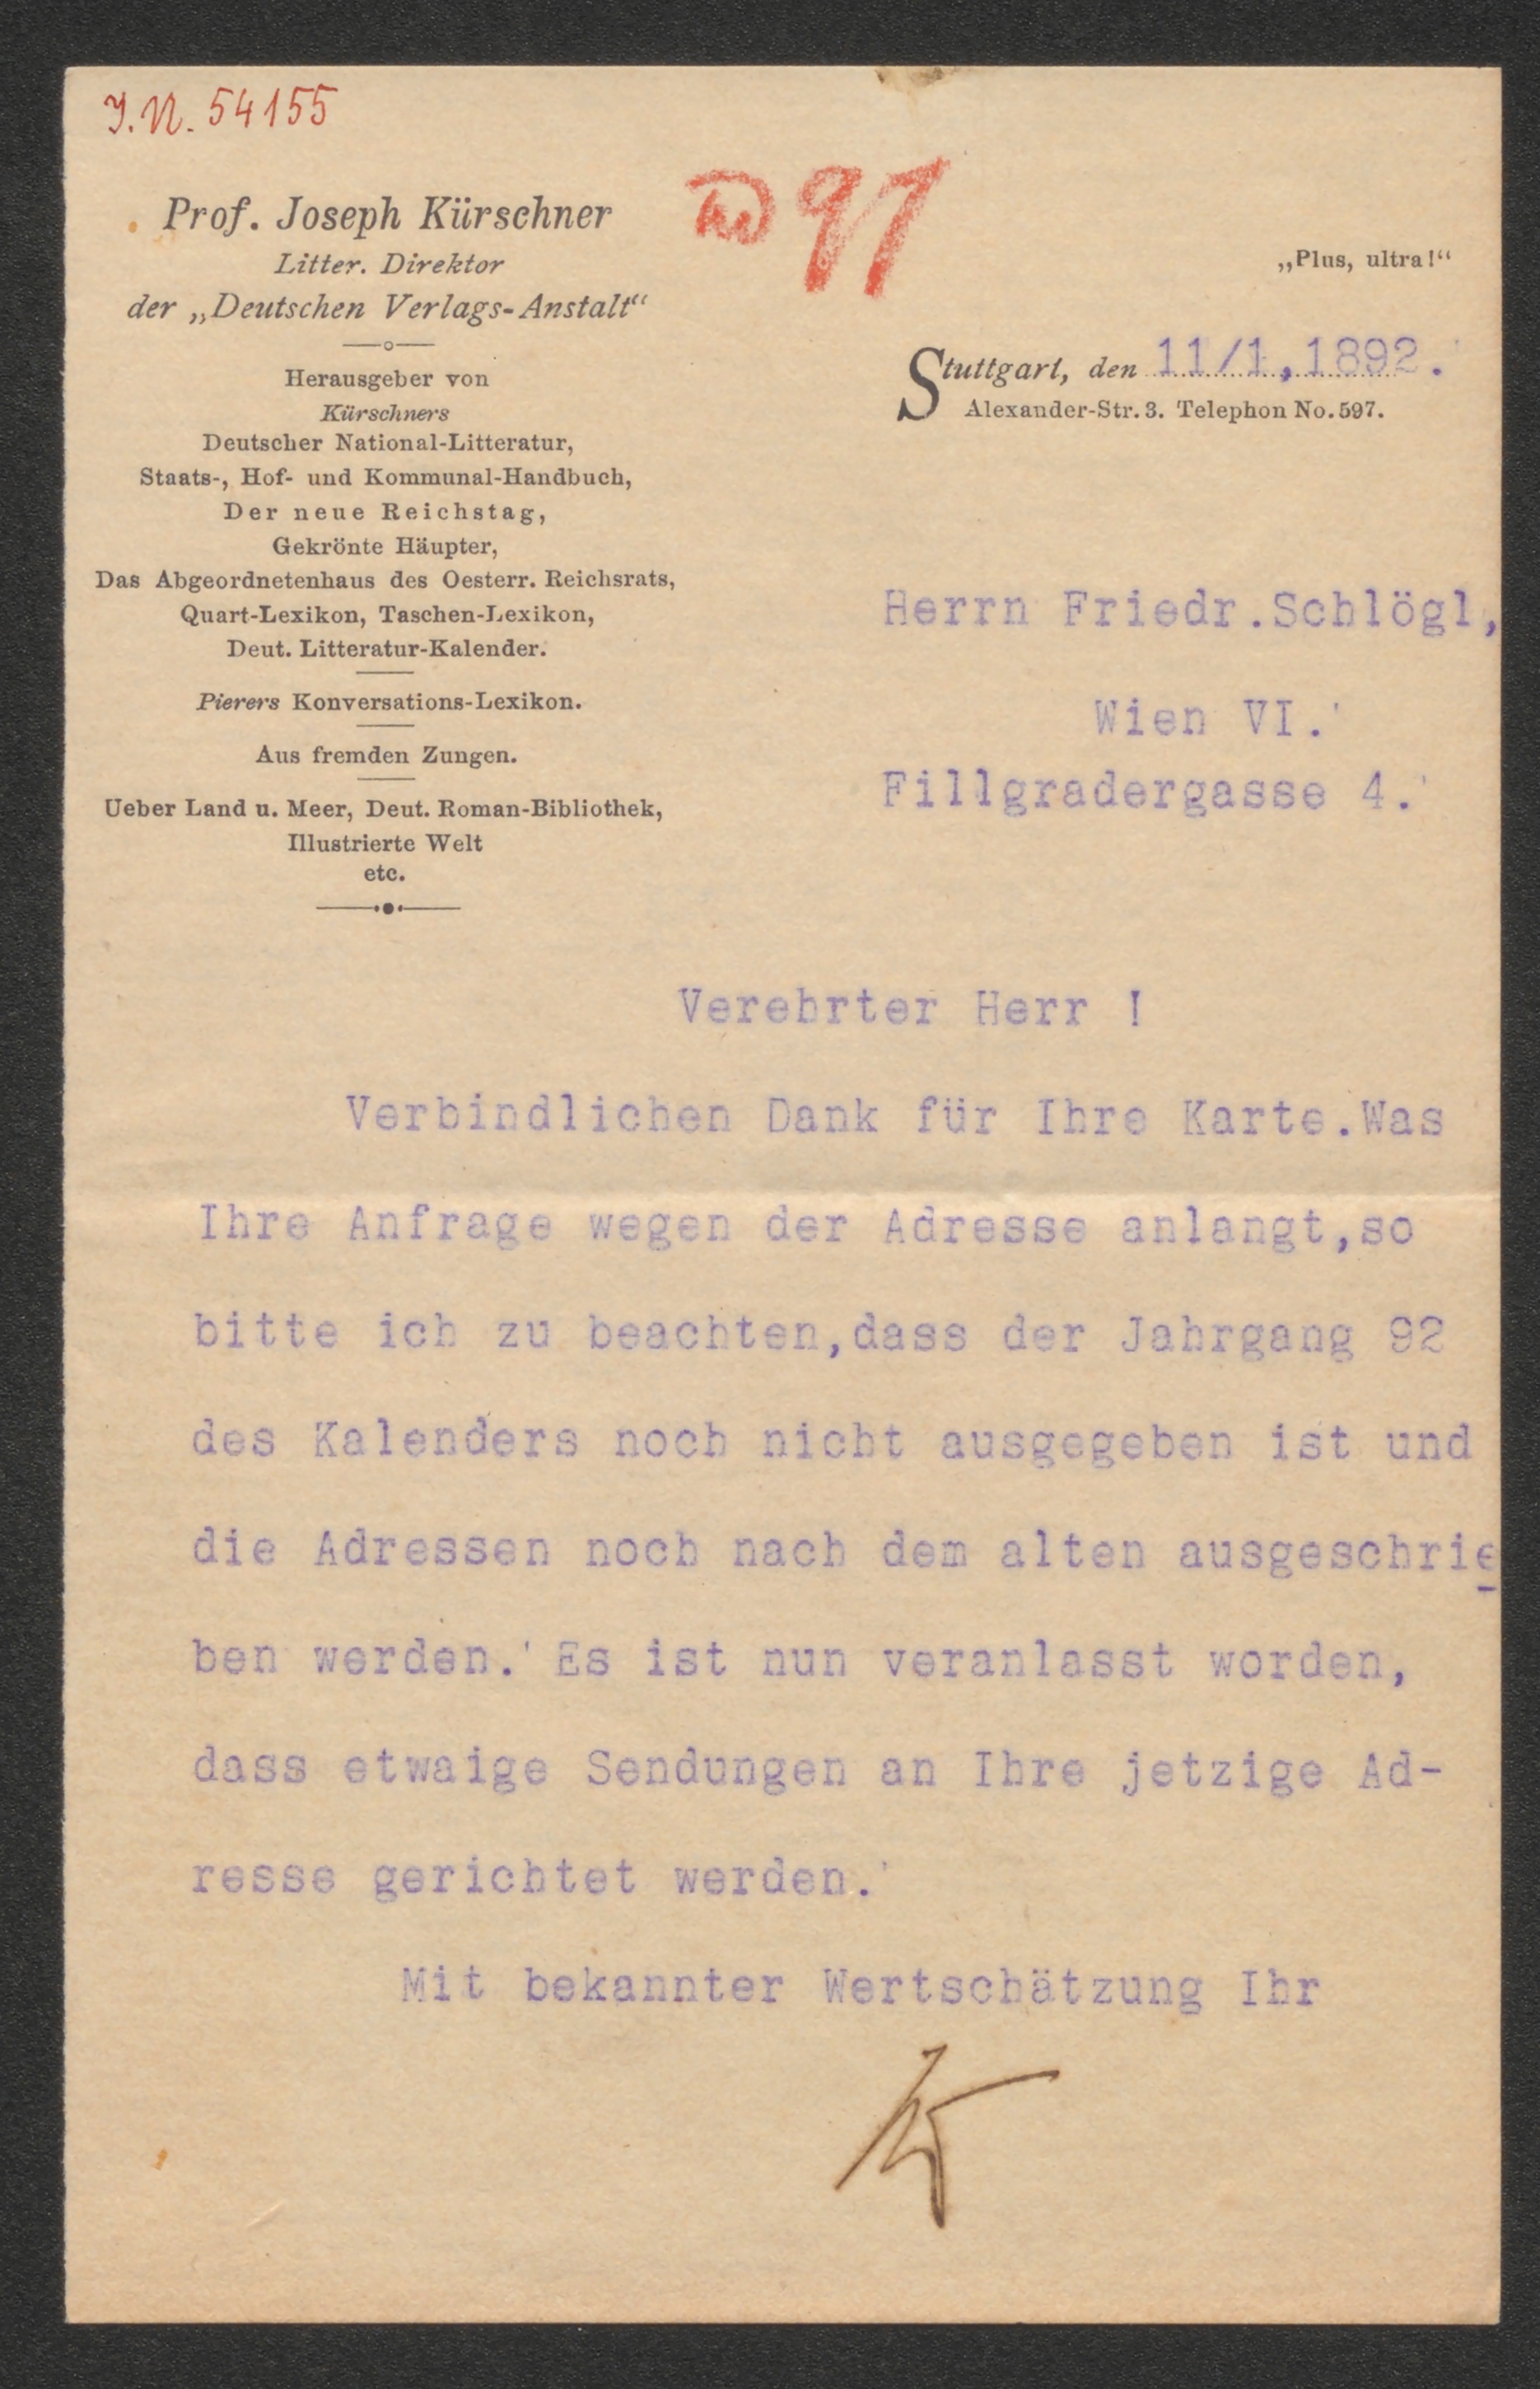 J.N. 54155
97
Prof. Joseph Kürschner
Litter. Direktor
der „Deutschen Verlags-Anstalt“
Herausgeber von
Kürschners
Deutscher National-Litteratur,
Staats-, Hof- und Kommunal-Handbuch,
Der neue Reichstag,
Gekrönte Häupter,
Das Abgeordnetenhaus des Oesterr. Reichsrats,
Quart-Lexikon, Taschen-Lexikon,
Deut. Litteratur-Kalender.
Pierers Konversations-Lexikon.
Aus fremden Zungen.
Ueber Land u. Meer, Deut. Roman-Bibliothek,
Illustrierte Welt
etc.
„Plus, ultra!“
Stuttgart, den 11/1,1892.
Alexander-Str. 3. Telephon No. 597.
Herrn Friedr.Schlögl,
Wien VI.
Fillgradergasse 4.
Verehrter Herr !
Verbindlichen Dank für Ihre Karte.Was
Ihre Anfrage wegen der Adresse anlangt,so
bitte ich zu beachten,dass der Jahrgang 92
des Kalenders noch nicht ausgegeben ist und
die Adressen noch nach dem alten ausgeschrie
ben werden. Es ist nun veranlasst worden,
dass etwaige Sendungen an Ihre jetzige Ad-
resse gerichtet werden.
Mit bekannter Wertschätzung Ihr